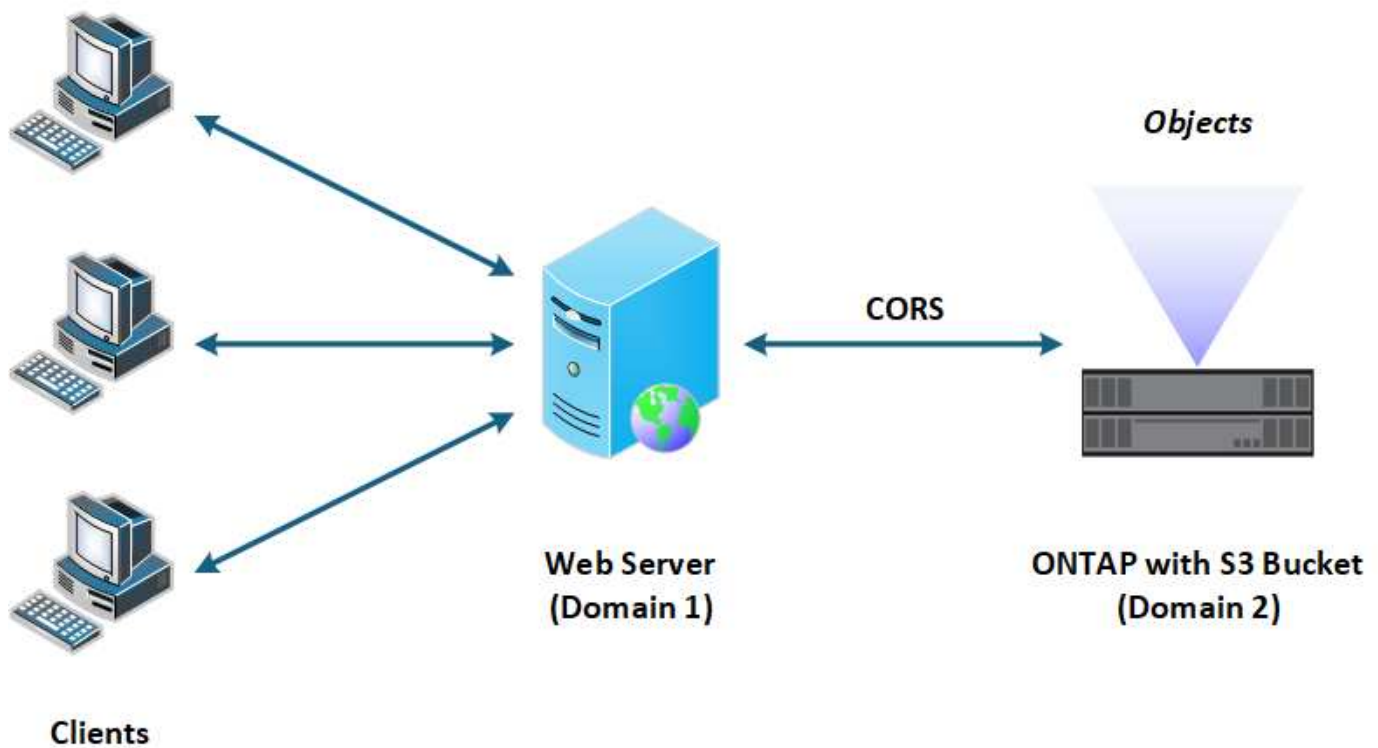 Objects
CORS
Web Server
(Domain 1)
ONTAP with S3 Bucket
(Domain 2)
Clients